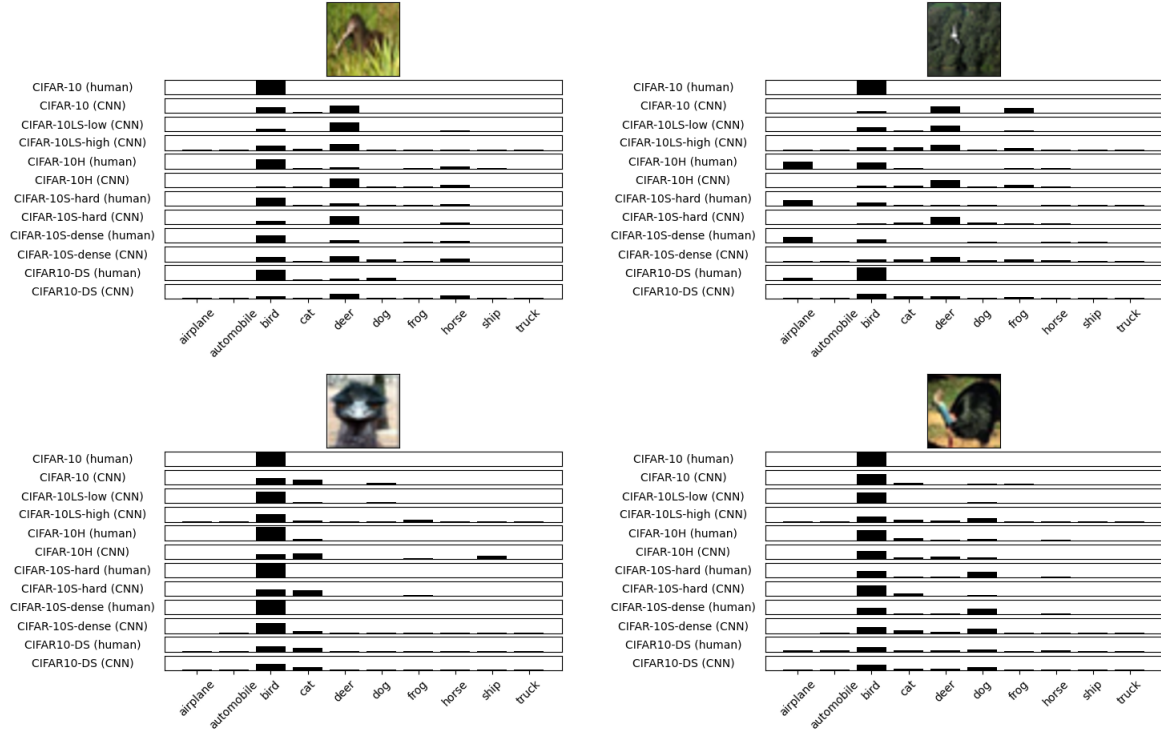 CIFAR-10 (human)
CIFAR-10 (CNN)
CIFAR-10LS-low (CNN)
CIFAR-10LS-high (CNN)
CIFAR-10H (human)
CIFAR-10H (CNN)
CIFAR-10S-hard (human)
CIFAR-10S-hard (CNN)
CIFAR-10S-dense (human)
CIFAR-10S-dense (CNN)
CIFAR10-DS (human)
CIFAR10-DS (CNN)
airplane
automobile
bird
cat
deer
dog
frog
horse
ship
truck
CIFAR-10 (human)
CIFAR-10 (CNN)
CIFAR-10LS-low (CNN)
CIFAR-10LS-high (CNN)
CIFAR-10H (human)
CIFAR-10H (CNN)
CIFAR-10S-hard (human)
CIFAR-10S-hard (CNN)
CIFAR-10S-dense (human)
CIFAR-10S-dense (CNN)
CIFAR10-DS (human)
CIFAR10-DS (CNN)
airplane
automobile
bird
cat
deer
dog
frog
horse
ship
truck
CIFAR-10 (human)
CIFAR-10 (CNN)
CIFAR-10LS-low (CNN)
CIFAR-10LS-high (CNN)
CIFAR-10H (human)
CIFAR-10H (CNN)
CIFAR-10S-hard (human)
CIFAR-10S-hard (CNN)
CIFAR-10S-dense (human)
CIFAR-10S-dense (CNN)
CIFAR10-DS (human)
CIFAR10-DS (CNN)
airplane
automobile
bird
cat
deer
dog
frog
horse
ship
truck
CIFAR-10 (human)
CIFAR-10 (CNN)
CIFAR-10LS-low (CNN)
CIFAR-10LS-high (CNN)
CIFAR-10H (human)
CIFAR-10H (CNN)
CIFAR-10S-hard (human)
CIFAR-10S-hard (CNN)
CIFAR-10S-dense (human)
CIFAR-10S-dense (CNN)
CIFAR10-DS (human)
CIFAR10-DS (CNN)
airplane
automobile
bird
cat
deer
dog
frog
horse
ship
truck